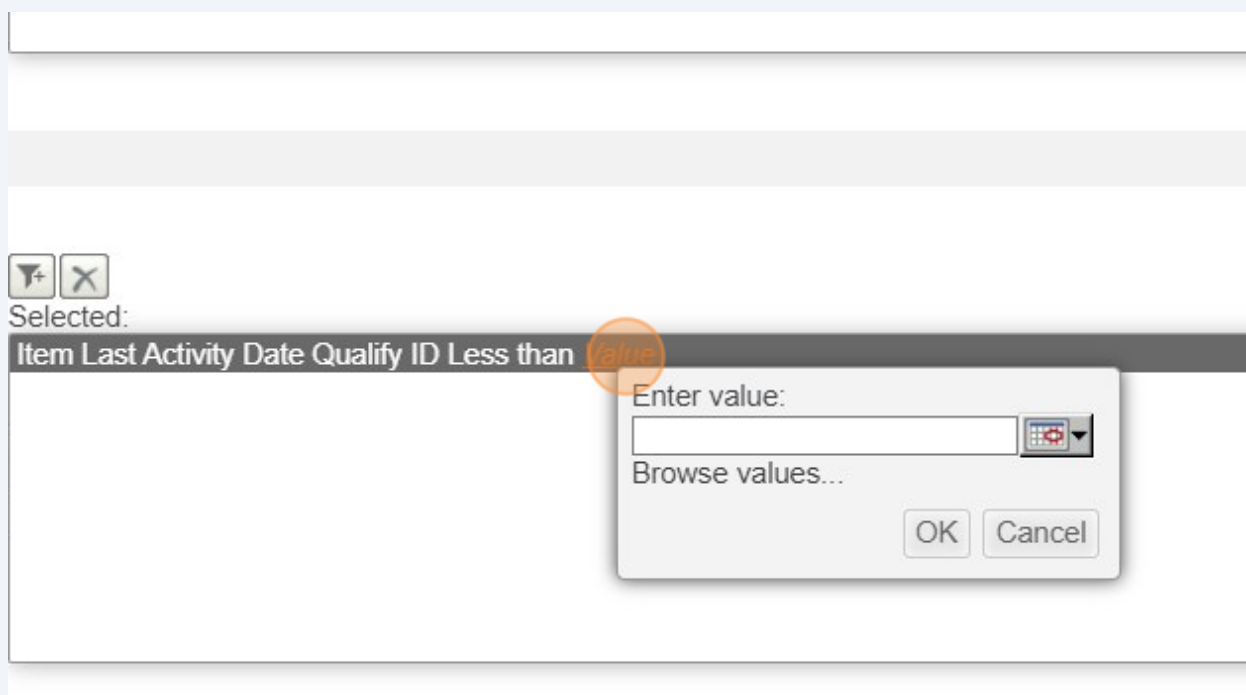 Selected:
Item Last Activity Date Qualify ID Less than Value
Enter value:
Browse values...
OK Cancel